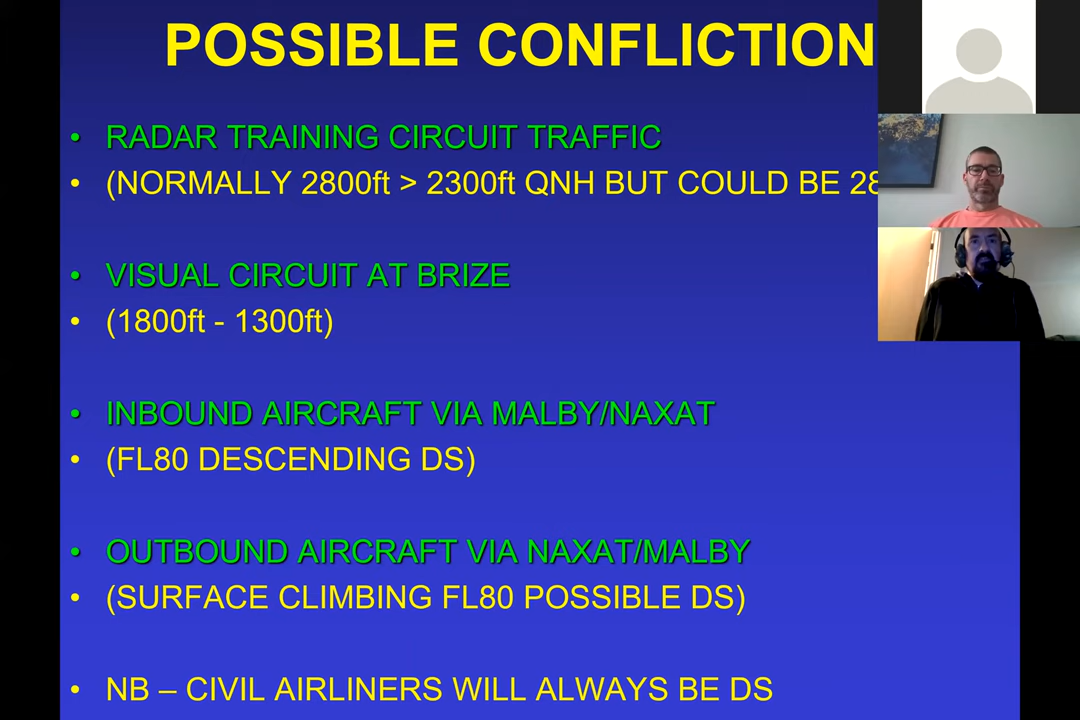 POSSIBLE CONFLICTION
• RADAR TRAINING CIRCUIT TRAFFIC
• (NORMALLY 2800ft > 2300ft QNH BUT COULD BE
• VISUAL CIRCUIT AT BRIZE
• (1800ft - 1300ft)
• INBOUND AIRCRAFT VIA MALBY/NAXAT
• (FL80 DESCENDING DS)
• OUTBOUND AIRCRAFT VIA NAXAT/MALBY
• (SURFACE CLIMBING FL80 POSSIBLE DS)
• NB – CIVIL AIRLINERS WILL ALWAYS BE DS